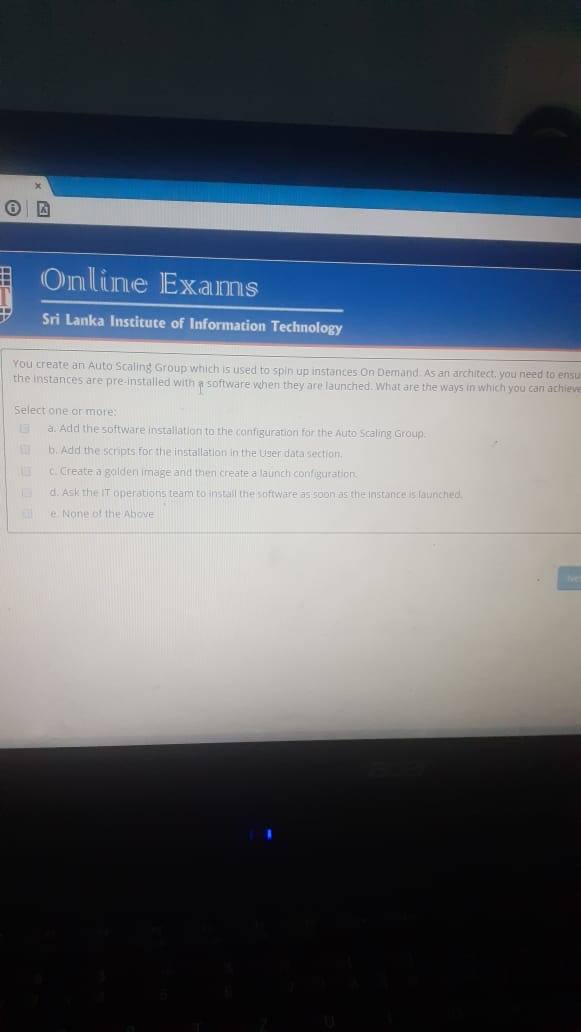 Online Exams
Sri Lanka Institute of Information Technology
You create an Auto Scaling Group which is used to spin up instances On Demand. As an architect, you need to ensu
the instances are pre-installed with a software when they are launched. What are the ways in which you can achieve
Select one or more:
a. Add the software installation to the configuration for the Auto Scaling Group.
b. Add the scripts for the installation in the User data section.
c. Create a golden image and then create a launch configuration.
d. Ask the IT operations team to install the software as soon as the instance is launched.
e. None of the Above
acer